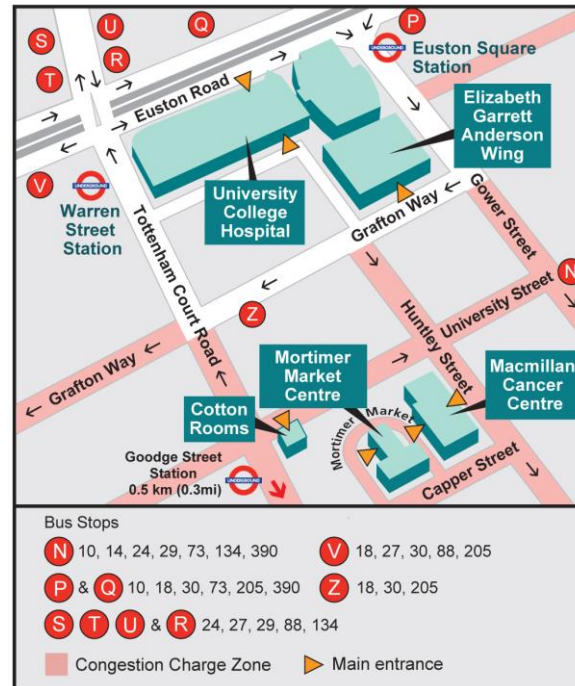 S
U
Q
P
T
R
UNDERGROUND
Euston Square
Station
Euston Road
Elizabeth
Garrett
Anderson
Wing
V
UNDERGROUND
Warren
Street
Station
University
College
Hospital
Tottenham Court Road
Grafton Way
Gower Street
Z
N
University Street
Huntley Street
Grafton Way
Mortimer
Market
Centre
Macmillan
Cancer
Centre
Cotton
Rooms
Mortimer Market
Capper Street
Goodge Street
Station
0.5 km (0.3mi)
UNDERGROUND
Bus Stops
N 10, 14, 24, 29, 73, 134, 390
V 18, 27, 30, 88, 205
P & Q 10, 18, 30, 73, 205, 390
Z 18, 30, 205
S T U & R 24, 27, 29, 88, 134
Congestion Charge Zone
Main entrance